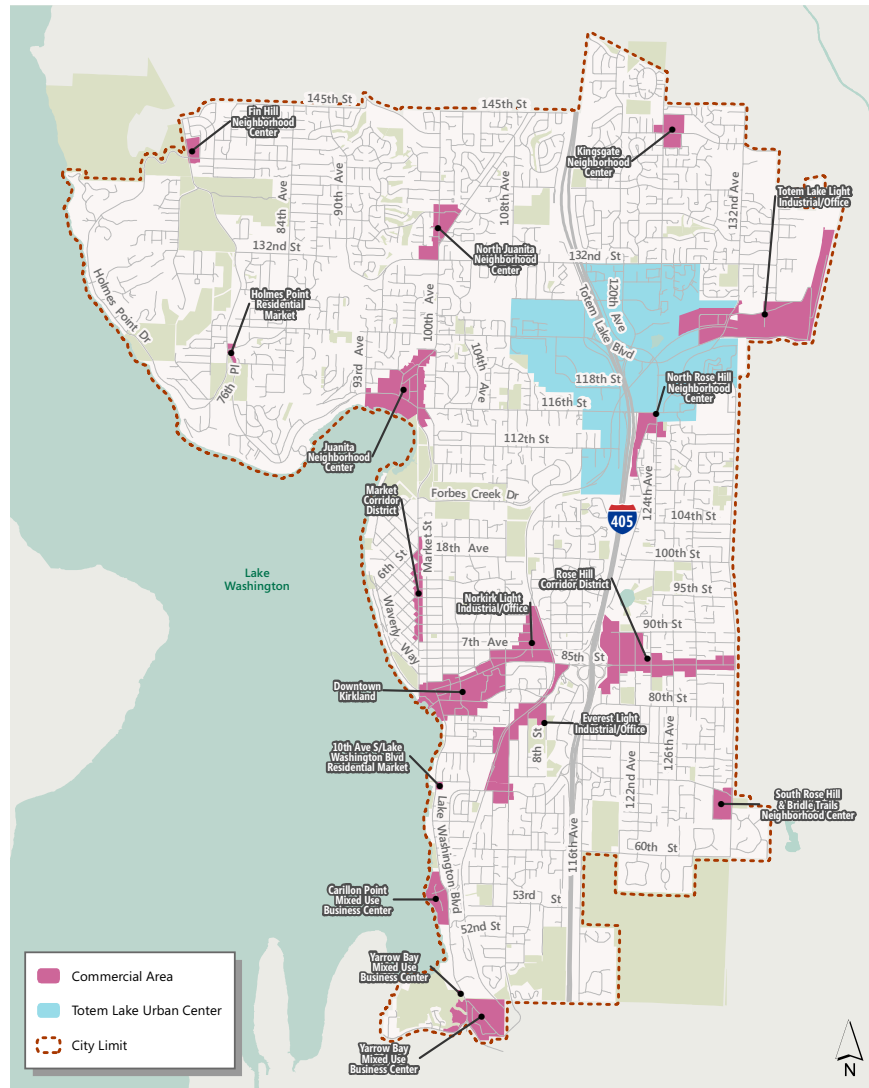 145th St
145th St
Fin Hill
Neighborhood
Center
Kingsgate
Neighborhood
Center
84th Ave
90th Ave
108th Ave
132nd Ave
Totem Lake Light
Industrial/Office
132nd St
North Juanita
Neighborhood
Center
132nd St
Holmes Point Dr
Holmes Point
Residential
Market
100th Ave
120th Ave
Totem Lake Blvd
76th Pl
93rd Ave
104th Ave
118th St
116th St
North Rose Hill
Neighborhood
Center
112th St
Juanita
Neighborhood
Center
Market
Corridor
District
Forbes Creek Dr
124th Ave
104th St
405
Market St
18th Ave
100th St
6th St
Lake
Washington
Rose Hill
Corridor District
95th St
Norkirk Light
Industrial/Office
90th St
Waverly Way
7th Ave
85th St
Downtown
Kirkland
80th St
8th St
Everest Light
Industrial/Office
126th Ave
10th Ave S/Lake
Washington Blvd
Residential Market
122nd Ave
South Rose Hill
& Bridle Trails
Neighborhood Center
Lake Washington Blvd
116th Ave
60th St
Carillon Point
Mixed Use
Business Center
53rd St
52nd St
Yarrow Bay
Mixed Use
Business Center
Yarrow Bay
Mixed Use
Business Center
Commercial Area
Totem Lake Urban Center
City Limit
N